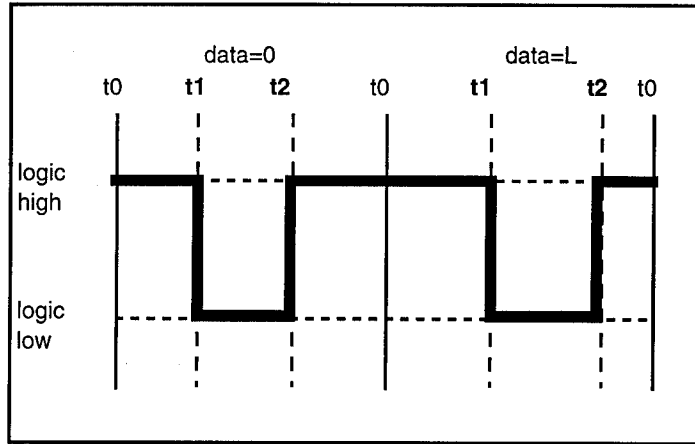 data=0 data=L
t0 t1 t2 t0 t1 t2 t0
logic
high
logic
low